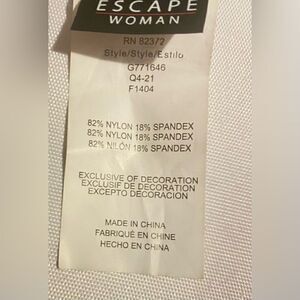 ESCAPE
WOMAN
RN 82372
Style/Style/Estilo
G771646
Q4-21
F1404
82% NYLON 18% SPANDEX
82% NYLON 18% SPANDEX
82% NILÓN 18% SPANDEX
EXCLUSIVE OF DECORATION
EXCLUSIF DE DECORATION
EXCEPTO DECORACION
MADE IN CHINA
FABRIQUÉ EN CHINE
HECHO EN CHINA